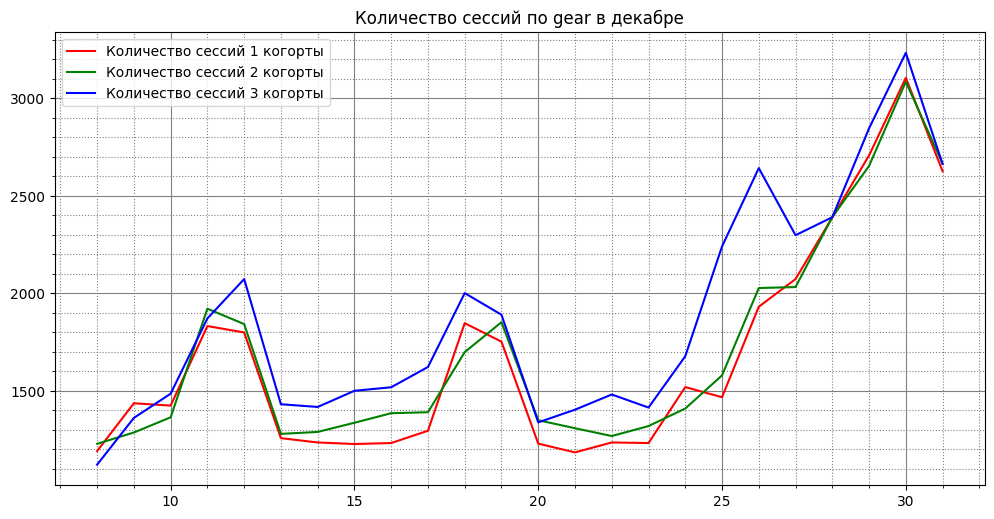 Количество сессий по gear в декабре
Количество сессий 1 когорты
Количество сессий 2 когорты
Количество сессий 3 когорты
3000
2500
2000
1500
10 15 20 25 30